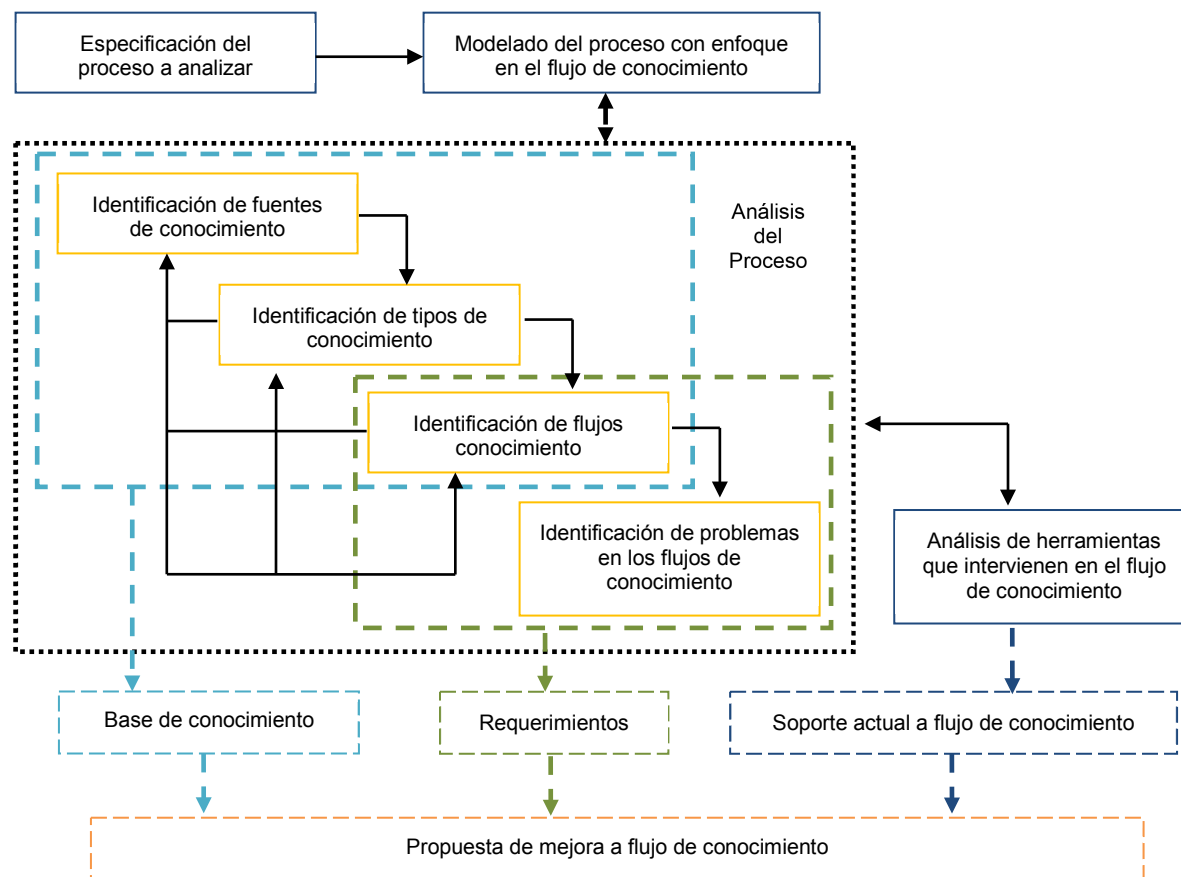 Especificación del
proceso a analizar
Modelado del proceso con enfoque
en el flujo de conocimiento
Identificación de fuentes
de conocimiento
Análisis
del
Proceso
Identificación de tipos de
conocimiento
Identificación de flujos
conocimiento
Identificación de problemas
en los flujos de
conocimiento
Análisis de herramientas
que intervienen en el flujo
de conocimiento
Base de conocimiento
Requerimientos
Soporte actual a flujo de conocimiento
Propuesta de mejora a flujo de conocimiento